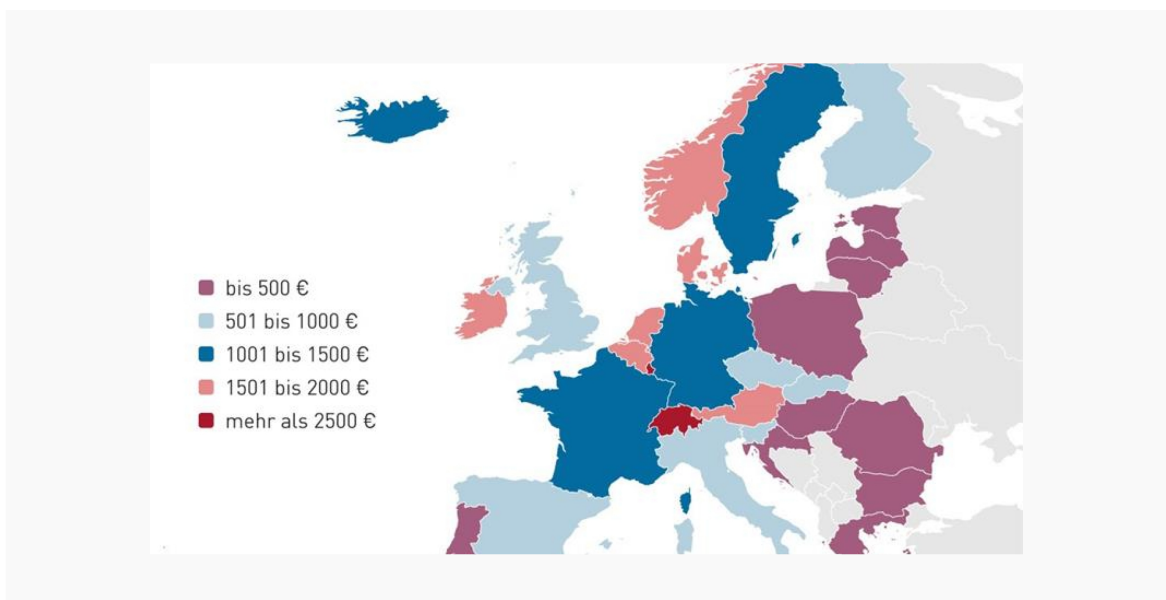 bis 500 €
501 bis 1000 €
1001 bis 1500 €
1501 bis 2000 €
mehr als 2500 €